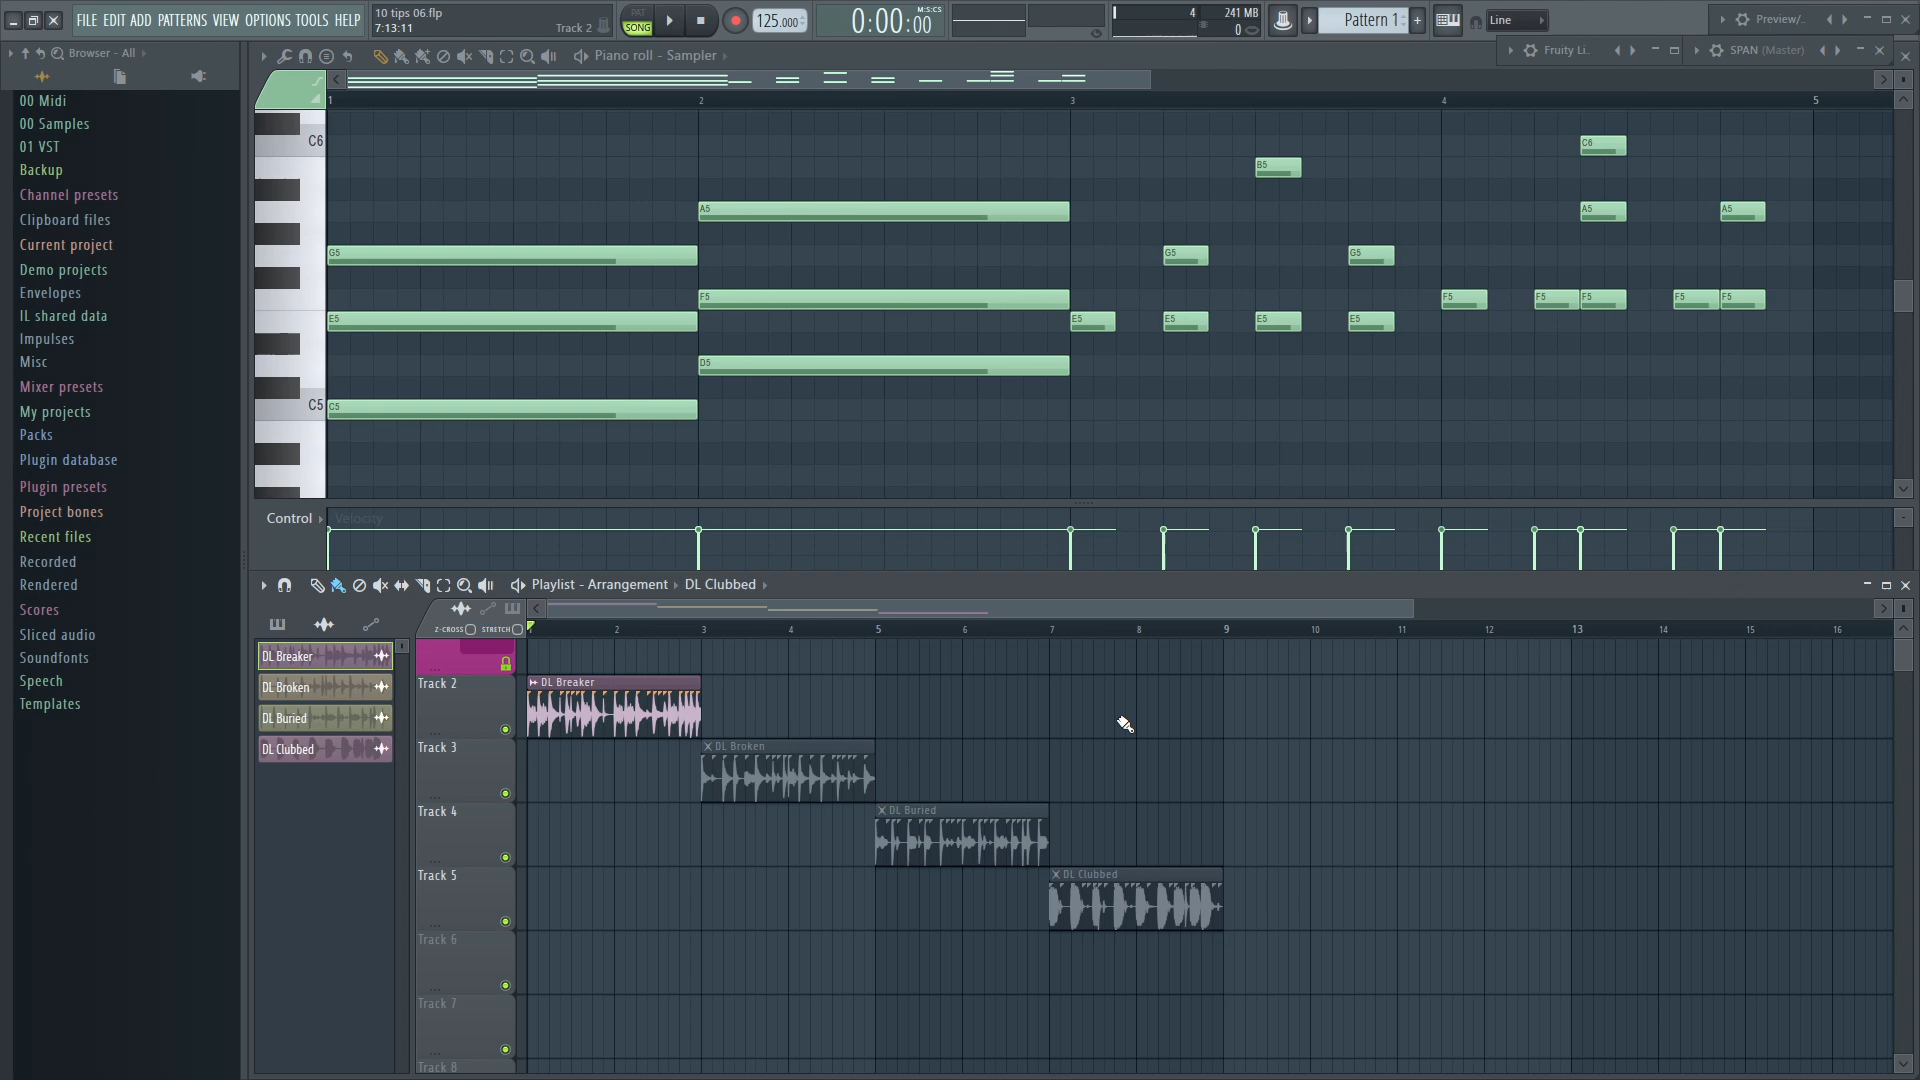 FILE EDIT ADD PATTERNS VIEW OPTIONS TOOLS HELP
10 tips 06.flp
7:13:11
Track 2
PAT
SONG
125.000
0:00:00
M:S:CS
4
241 MB
0
Pattern 1
+
Line
Preview/..
Fruity Li..
SPAN (Master)
Browser - All
Piano roll - Sampler
00 Midi
00 Samples
01 VST
Backup
Channel presets
Clipboard files
Current project
Demo projects
Envelopes
IL shared data
Impulses
Misc
Mixer presets
My projects
Packs
Plugin database
Plugin presets
Project bones
Recent files
Recorded
Rendered
Scores
Sliced audio
Soundfonts
Speech
Templates
1 2 3 4 5
C6
C6
B5
A5 A5 A5
G5 G5 G5
F5 F5 F5 F5 F5 F5
E5 E5 E5 E5 E5
D5
C5
C5
Control
Velocity
Playlist - Arrangement
DL Clubbed
Z-CROSS STRETCH
2 3 4 5 6 7 8 9 10 11 12 13 14 15 16
DL Breaker
DL Broken
DL Buried
DL Clubbed
Track 2
DL Breaker
Track 3
DL Broken
Track 4
DL Buried
Track 5
DL Clubbed
Track 6
Track 7
Track 8